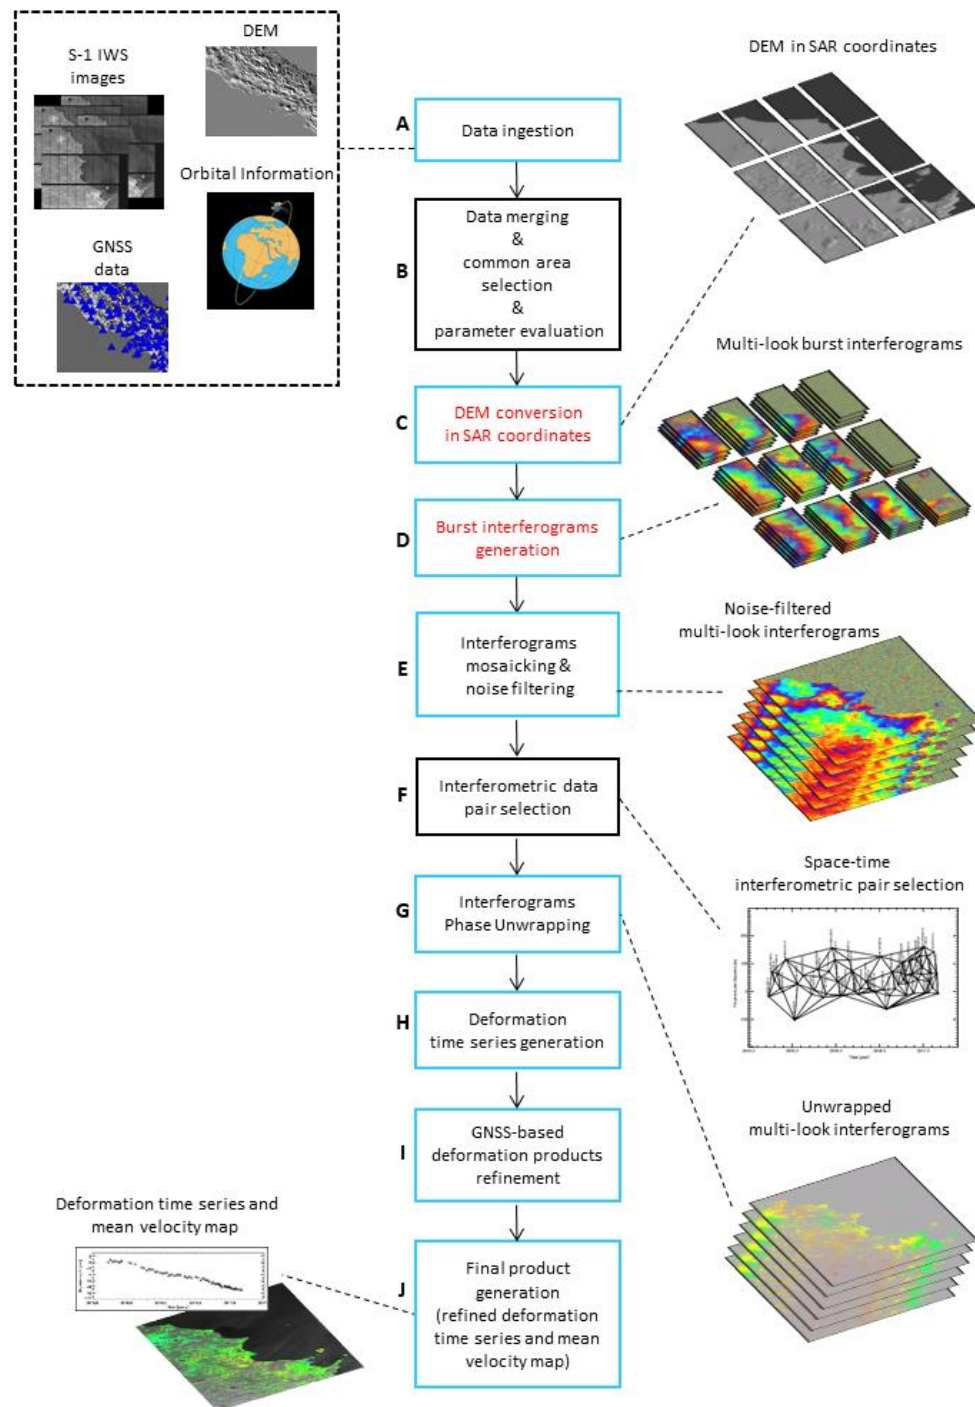 S-1 IWS
images
DEM
Orbital Information
GNSS
data
A
Data ingestion
B
Data merging
&
common area
selection
&
parameter evaluation
C
DEM conversion
in SAR coordinates
D
Burst interferograms
generation
E
Interferograms
mosaicking &
noise filtering
F
Interferometric data
pair selection
G
Interferograms
Phase Unwrapping
H
Deformation
time series generation
I
GNSS-based
deformation products
refinement
J
Final product
generation
(refined deformation
time series and mean
velocity map)
DEM in SAR coordinates
Multi-look burst interferograms
Noise-filtered
multi-look interferograms
Space-time
interferometric pair selection
Unwrapped
multi-look interferograms
Deformation time series and
mean velocity map